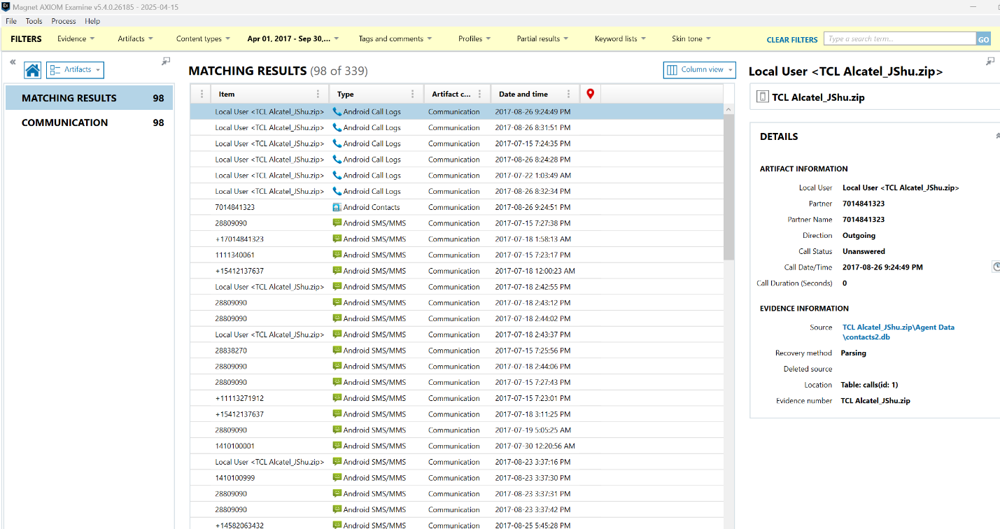 Magnet AXIOM Examine v5.4.0.26185 - 2025-04-15
File Tools Process Help
FILTERS Evidence Artifacts Content types Apr 01, 2017 - Sep 30,... Tags and comments Profiles Partial results Keyword lists Skin tone CLEAR FILTERS Type a search term... GO
Artifacts
MATCHING RESULTS 98
COMMUNICATION 98
MATCHING RESULTS (98 of 339) Column view
Item Type Artifact c... Date and time
Local User <TCL Alcatel_JShu.zip> Android Call Logs Communication 2017-08-26 9:24:49 PM
Local User <TCL Alcatel_JShu.zip> Android Call Logs Communication 2017-08-26 8:31:51 PM
Local User <TCL Alcatel_JShu.zip> Android Call Logs Communication 2017-07-15 7:24:35 PM
Local User <TCL Alcatel_JShu.zip> Android Call Logs Communication 2017-08-26 8:24:28 PM
Local User <TCL Alcatel_JShu.zip> Android Call Logs Communication 2017-07-22 1:03:49 AM
Local User <TCL Alcatel_JShu.zip> Android Call Logs Communication 2017-08-26 8:32:34 PM
7014841323 Android Contacts Communication 2017-08-26 9:24:51 PM
28809090 Android SMS/MMS Communication 2017-07-15 7:27:38 PM
+17014841323 Android SMS/MMS Communication 2017-07-18 1:58:13 AM
1111340061 Android SMS/MMS Communication 2017-07-15 7:23:17 PM
+15412137637 Android SMS/MMS Communication 2017-07-18 12:00:23 AM
Local User <TCL Alcatel_JShu.zip> Android SMS/MMS Communication 2017-07-18 2:42:55 PM
28809090 Android SMS/MMS Communication 2017-07-18 2:43:12 PM
28809090 Android SMS/MMS Communication 2017-07-18 2:44:02 PM
Local User <TCL Alcatel_JShu.zip> Android SMS/MMS Communication 2017-07-18 2:43:37 PM
28838270 Android SMS/MMS Communication 2017-07-15 7:25:56 PM
28809090 Android SMS/MMS Communication 2017-07-18 2:44:06 PM
28809090 Android SMS/MMS Communication 2017-07-15 7:27:43 PM
+11113271912 Android SMS/MMS Communication 2017-07-15 7:23:01 PM
+15412137637 Android SMS/MMS Communication 2017-07-18 3:11:25 PM
28809090 Android SMS/MMS Communication 2017-07-19 5:05:25 AM
1410100001 Android SMS/MMS Communication 2017-07-30 12:20:56 AM
Local User <TCL Alcatel_JShu.zip> Android SMS/MMS Communication 2017-08-23 3:37:16 PM
1410100999 Android SMS/MMS Communication 2017-08-23 3:37:30 PM
28809090 Android SMS/MMS Communication 2017-08-23 3:37:31 PM
28809090 Android SMS/MMS Communication 2017-08-23 3:37:42 PM
+14582063432 Android SMS/MMS Communication 2017-08-25 5:45:28 PM
Local User <TCL Alcatel_JShu.zip>
TCL Alcatel_JShu.zip
DETAILS
ARTIFACT INFORMATION
Local User Local User <TCL Alcatel_JShu.zip>
Partner 7014841323
Partner Name 7014841323
Direction Outgoing
Call Status Unanswered
Call Date/Time 2017-08-26 9:24:49 PM
Call Duration (Seconds) 0
EVIDENCE INFORMATION
Source TCL Alcatel_JShu.zip\Agent Data
\contacts2.db
Recovery method Parsing
Deleted source
Location Table: calls(id: 1)
Evidence number TCL Alcatel_JShu.zip